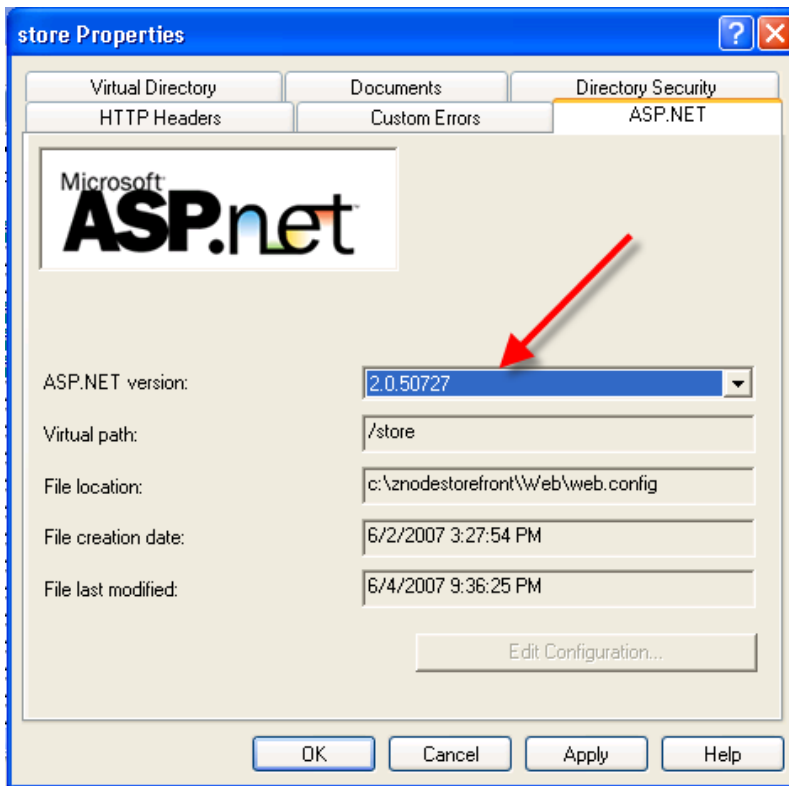 store Properties
Virtual Directory Documents Directory Security
HTTP Headers Custom Errors ASP.NET
Microsoft
ASP.net
ASP.NET version: 2.0.50727
Virtual path: /store
File location: c:\znodestorefront\Web\web.config
File creation date: 6/2/2007 3:27:54 PM
File last modified: 6/4/2007 9:36:25 PM
Edit Configuration...
OK Cancel Apply Help